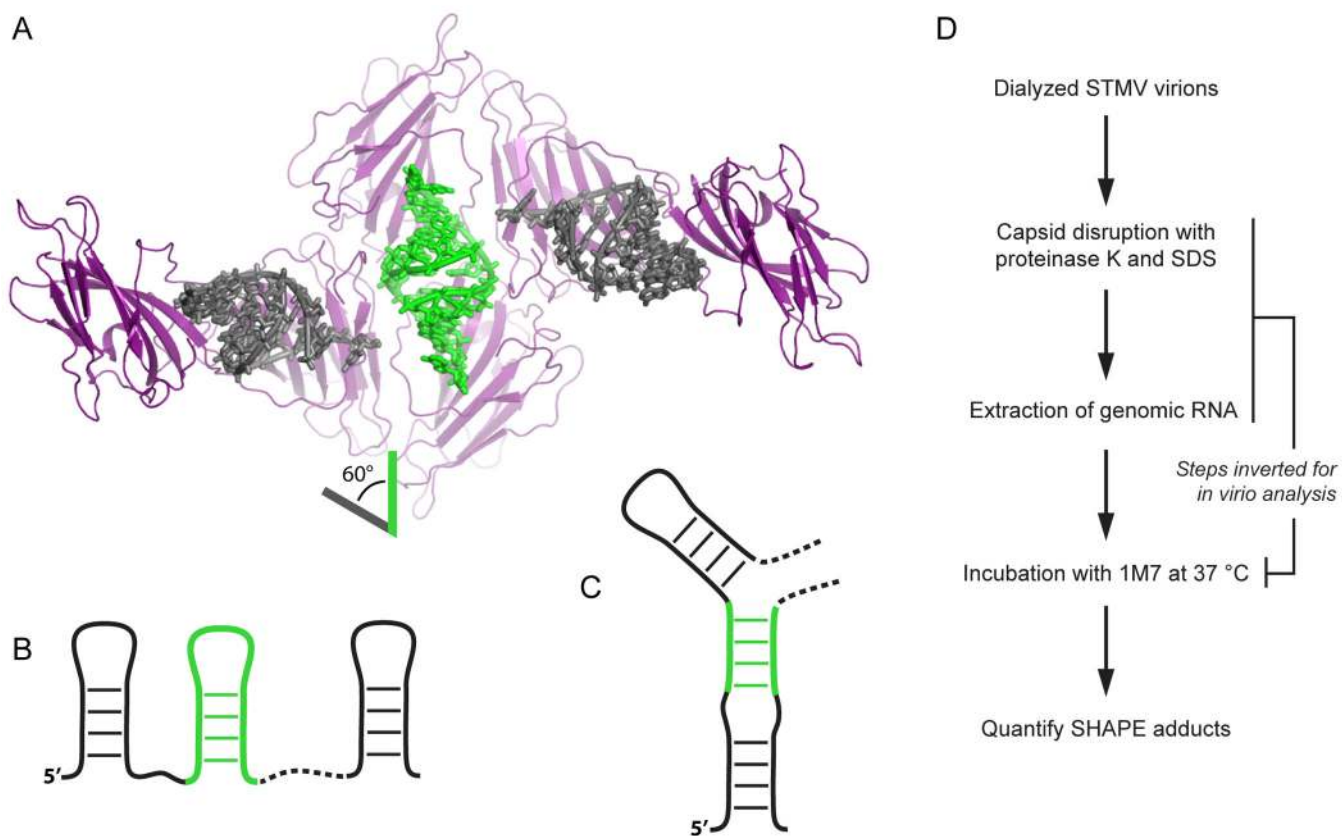 A
60°
B
5′
C
5′
D
Dialyzed STMV virions
Capsid disruption with
proteinase K and SDS
Extraction of genomic RNA
Steps inverted for
in virio analysis
Incubation with 1M7 at 37 °C
Quantify SHAPE adducts